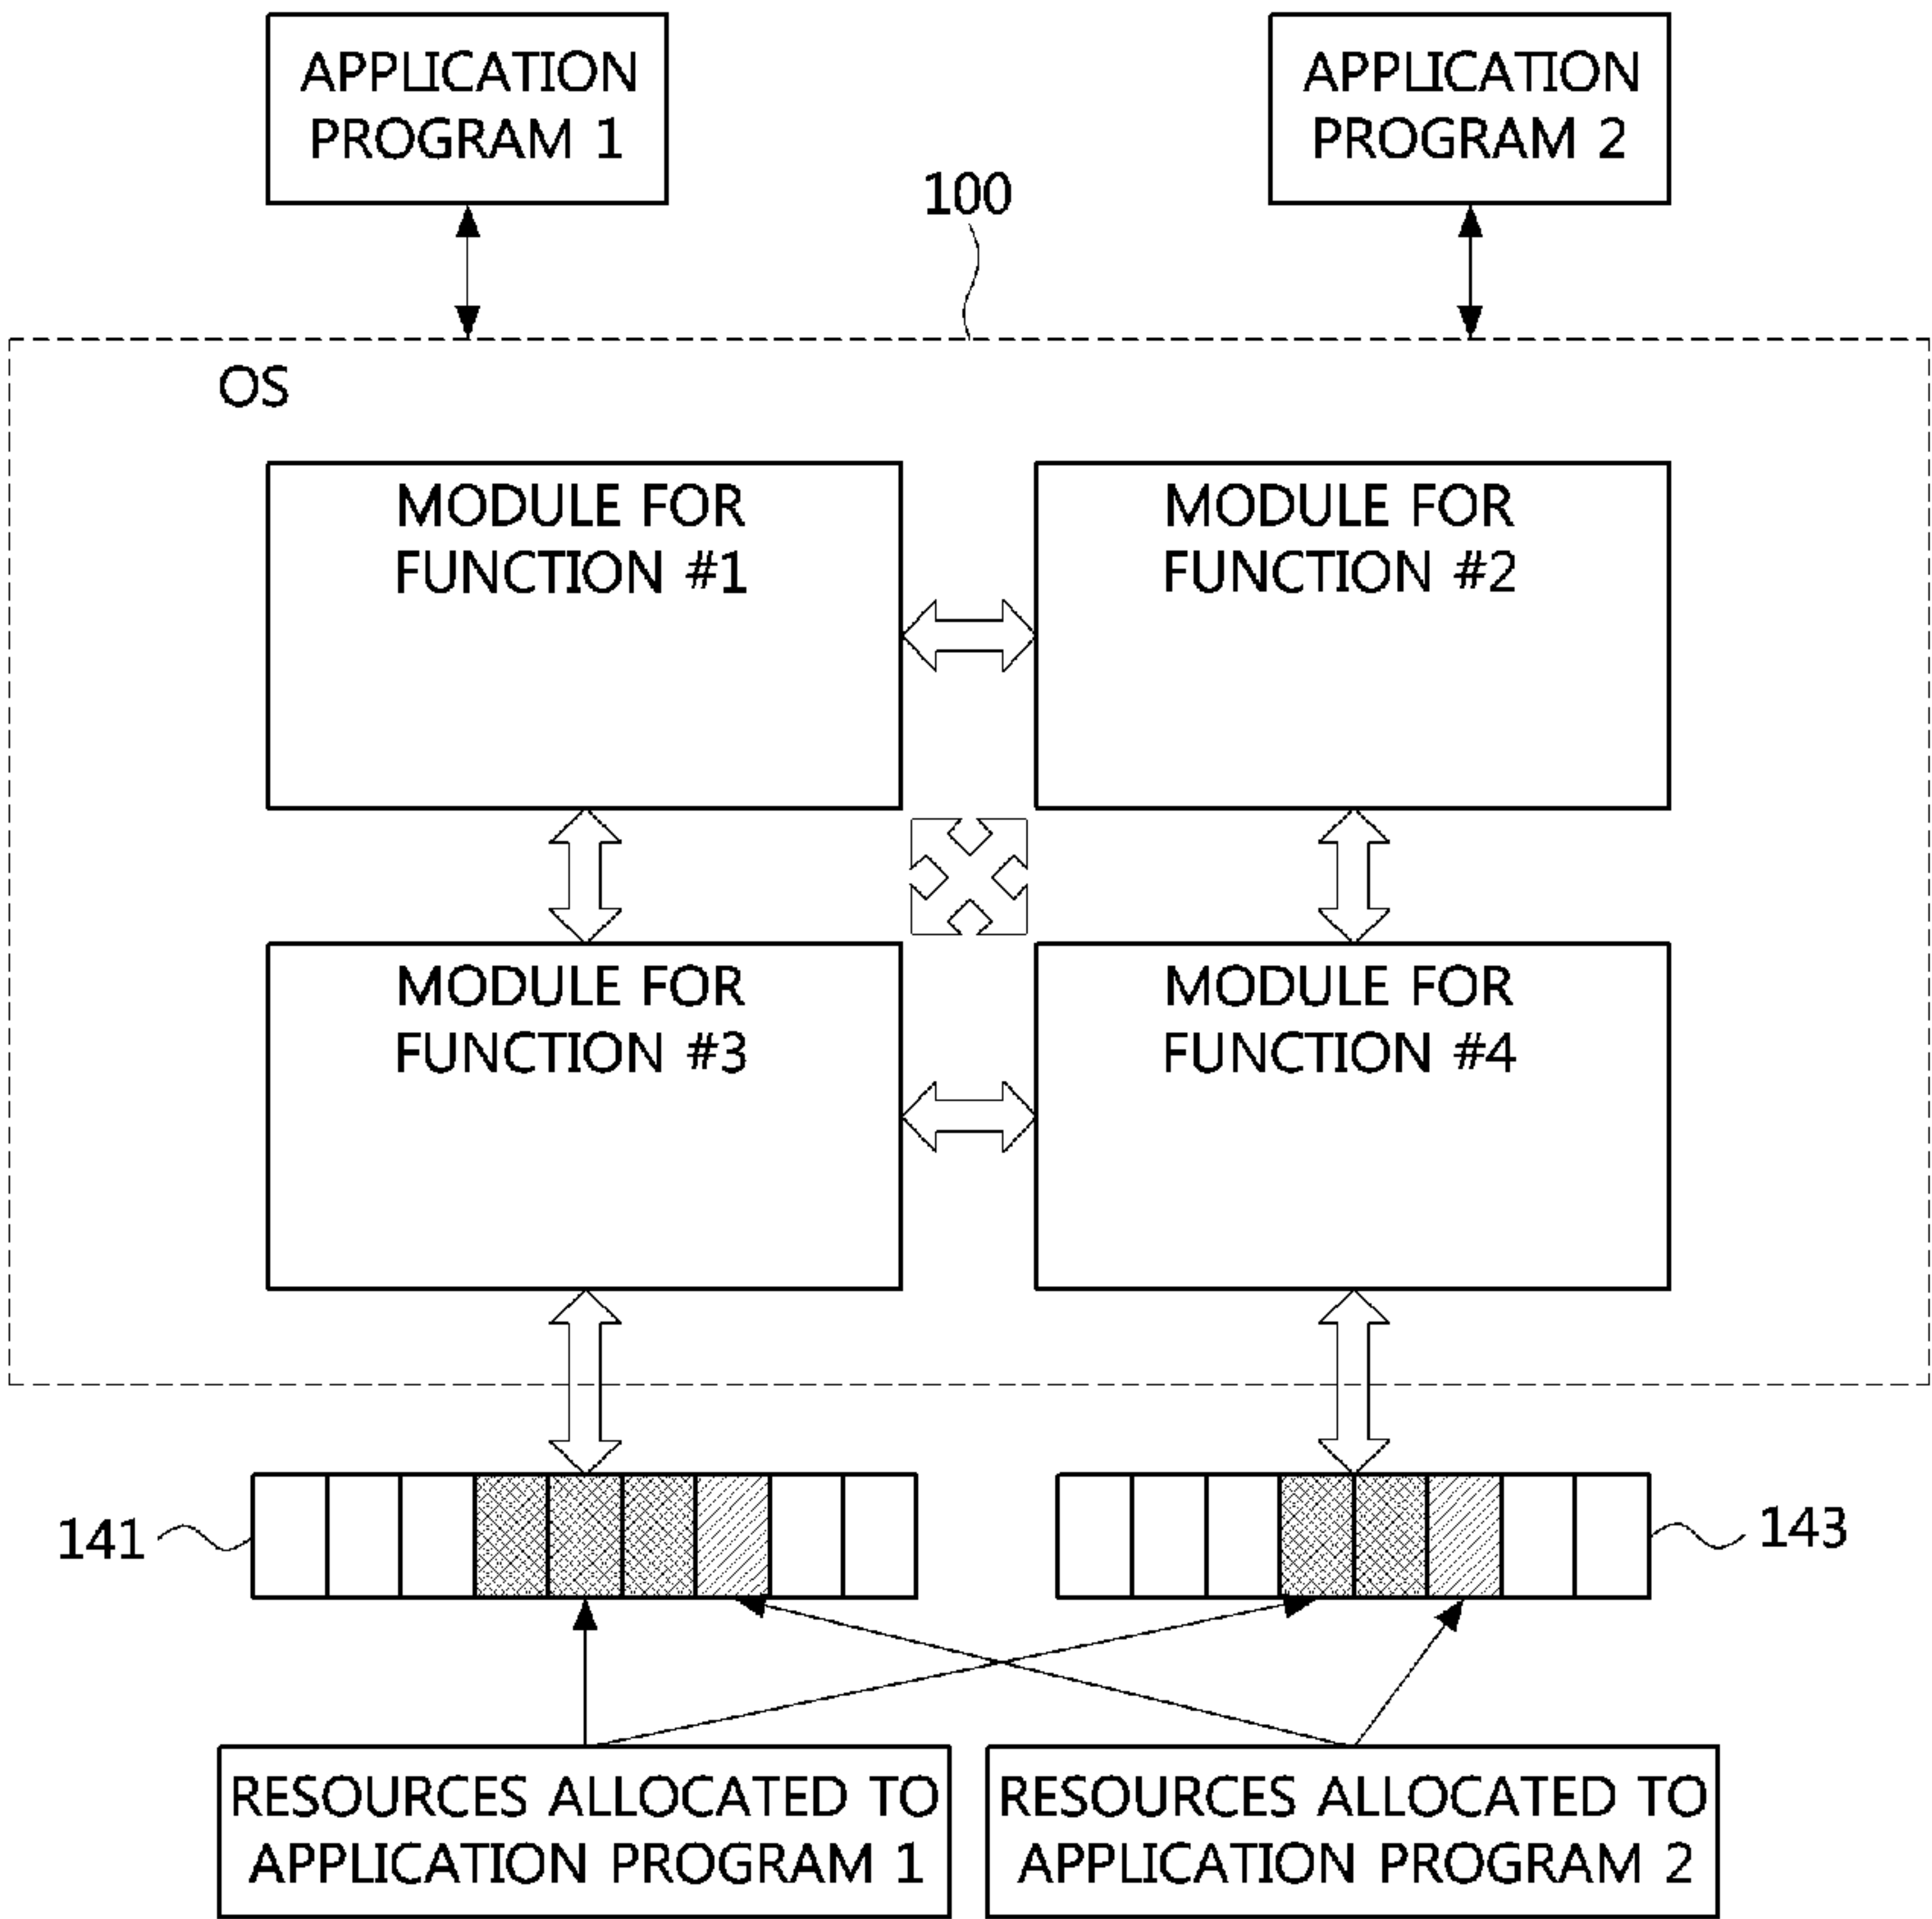 APPLICATION
PROGRAM 1
APPLICATION
PROGRAM 2
100
OS
MODULE FOR
FUNCTION #1
MODULE FOR
FUNCTION #2
MODULE FOR
FUNCTION #3
MODULE FOR
FUNCTION #4
141
143
RESOURCES ALLOCATED TO
APPLICATION PROGRAM 1
RESOURCES ALLOCATED TO
APPLICATION PROGRAM 2